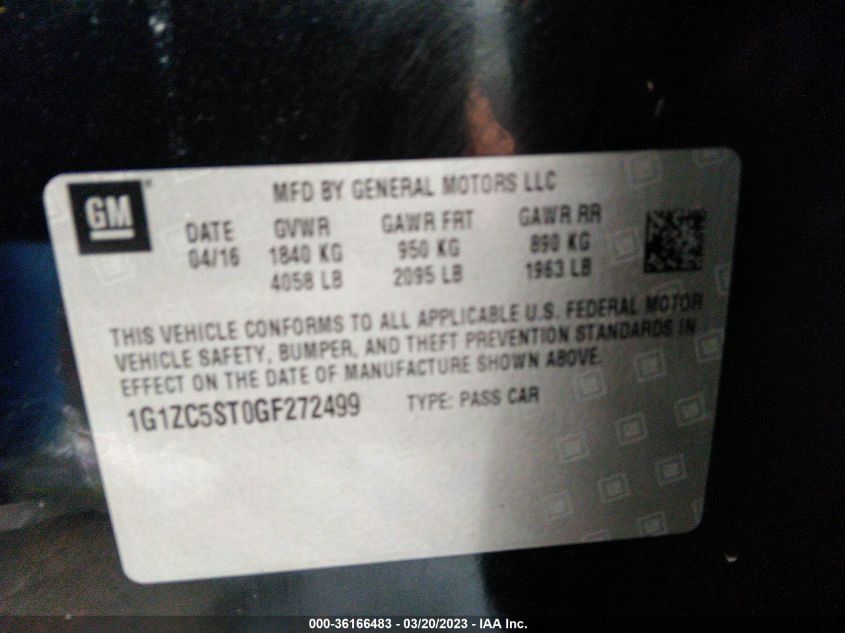 GM
MFD BY GENERAL MOTORS LLC
DATE GVWR GAWR FRT GAWR RR
04/16 1840 KG 950 KG 890 KG
4058 LB 2095 LB 1963 LB
THIS VEHICLE CONFORMS TO ALL APPLICABLE U.S. FEDERAL MOTOR
VEHICLE SAFETY, BUMPER, AND THEFT PREVENTION STANDARDS IN
EFFECT ON THE DATE OF MANUFACTURE SHOWN ABOVE.
1G1ZC5ST0GF272499 TYPE: PASS CAR
000-36166483 - 03/20/2023 - IAA Inc.